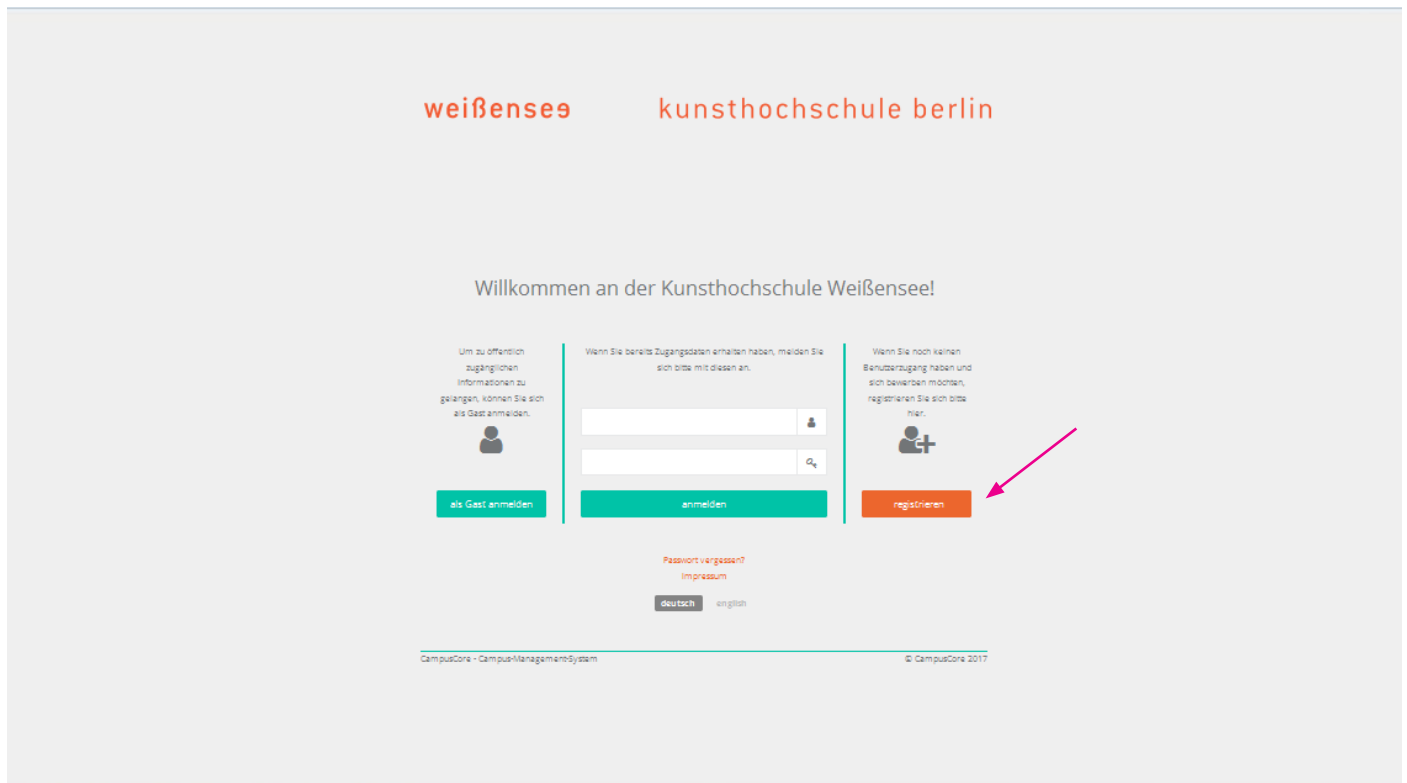 weißensee kunsthochschule berlin
Willkommen an der Kunsthochschule Weißensee!
Um zu öffentlich
zugänglichen
Informationen zu
gelangen, können Sie sich
als Gast anmelden.
als Gast anmelden
Wenn Sie bereits Zugangsdaten erhalten haben, melden Sie
sich bitte mit diesen an.
anmelden
Wenn Sie noch keinen
Benutzerzugang haben und
sich bewerben möchten,
registrieren Sie sich bitte
hier.
registrieren
Passwort vergessen?
Impressum
deutsch english
CampusCore - Campus-Management-System © CampusCore 2017